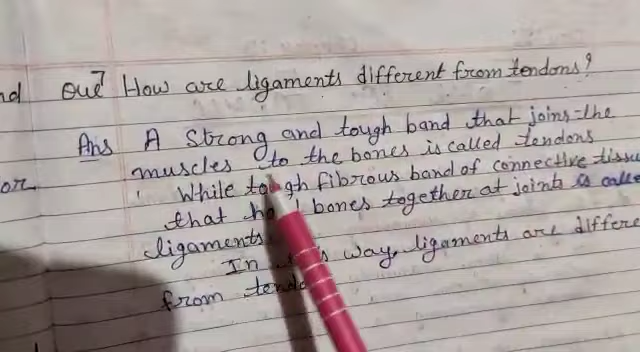 nd Que7 How are ligaments different from tendons?
Ans A Strong and tough band that joins the
muscles to the bones is called tendons
or While tough fibrous band of connective tissu
that bones together at joints is calle
ligaments.
In way, ligaments are differe
from